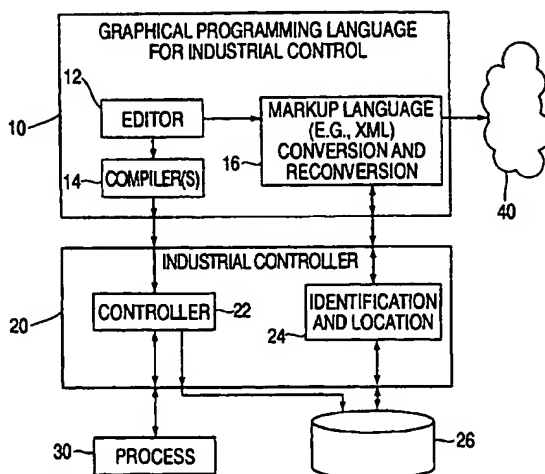 GRAPHICAL PROGRAMMING LANGUAGE
FOR INDUSTRIAL CONTROL
12
EDITOR
MARKUP LANGUAGE
(E.G., XML)
CONVERSION AND
RECONVERSION
10
14
COMPILER(S)
16
40
INDUSTRIAL CONTROLLER
CONTROLLER
22
IDENTIFICATION
AND LOCATION
20
24
30
PROCESS
26